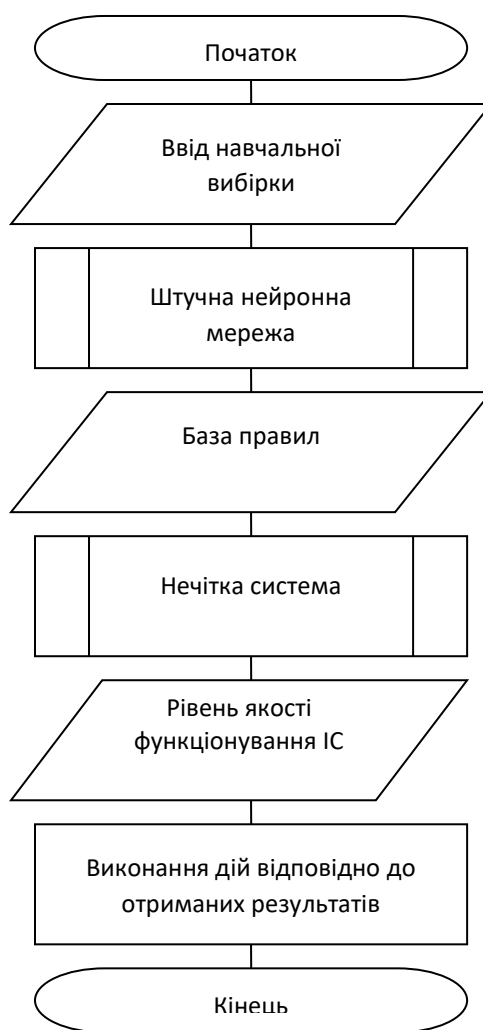 Початок
Ввід навчальної
вибірки
Штучна нейронна
мережа
База правил
Нечітка система
Рівень якості
функціонування ІС
Виконання дій відповідно до
отриманих результатів
Кінець